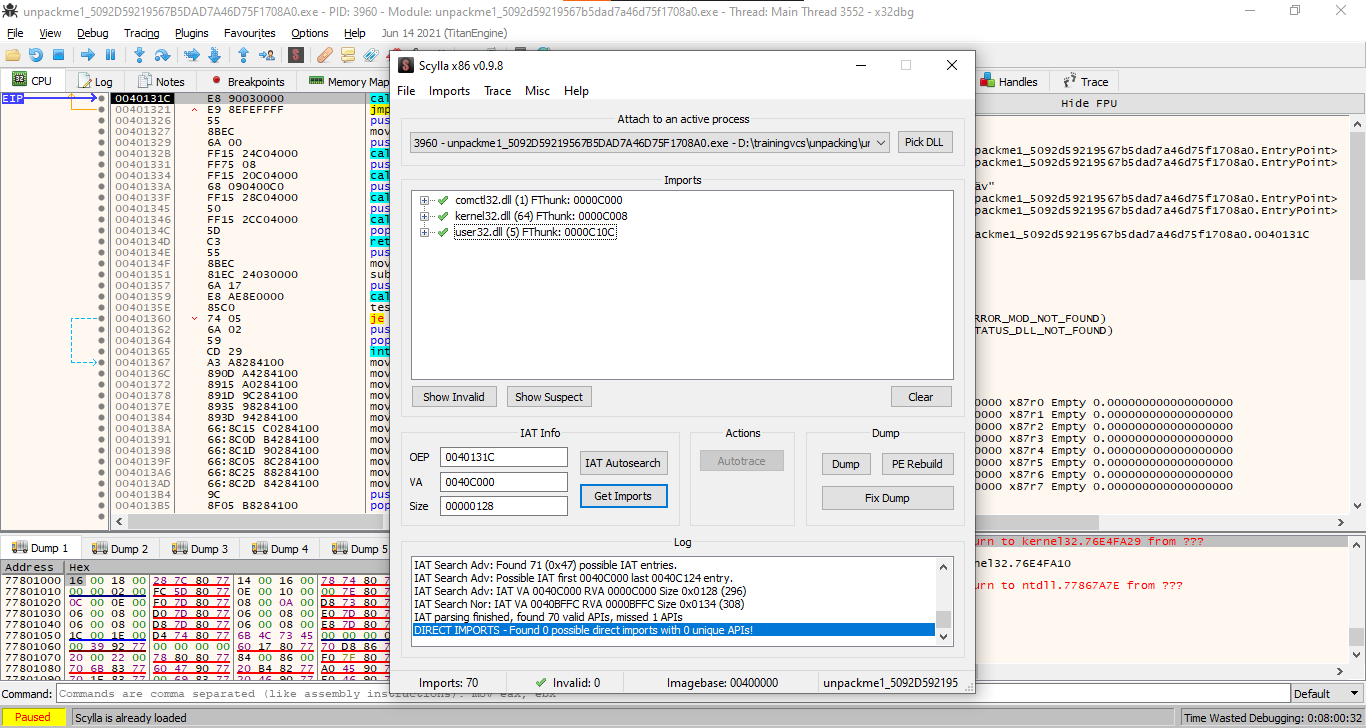 unpackme1_5092D59219567B5DAD7A46D75F1708A0.exe - PID: 3960 - Module: unpackme1_5092d59219567b5dad7a46d75f1708a0.exe - Thread: Main Thread 3552 - x32dbg
File View Debug Tracing Plugins Favourites Options Help Jun 14 2021 (TitanEngine)
CPU Log Notes Breakpoints Memory Map Handles Trace
Hide FPU
EIP
0040131C E8 90030000 cal
00401321 E9 8EFEFFFF jmp
00401326 55 pus
00401327 8BEC mov
00401329 6A 00 pus
0040132B FF15 24C04000 cal
00401331 FF75 08 pus
00401334 FF15 20C04000 cal
0040133A 68 090400C0 pus
0040133F FF15 28C04000 cal
00401345 50 pus
00401346 FF15 2CC04000 cal
0040134C 5D pop
0040134D C3 ret
0040134E 55 pus
0040134F 8BEC mov
00401351 81EC 24030000 sub
00401357 6A 17 pus
00401359 E8 AE8E0000 cal
0040135E 85C0 tes
00401360 74 05 je
00401362 6A 02 pus
00401364 59 pop
00401365 CD 29 int
00401367 A3 A8284100 mov
0040136C 890D A4284100 mov
00401372 8915 A0284100 mov
00401378 891D 9C284100 mov
0040137E 8935 98284100 mov
00401384 893D 94284100 mov
0040138A 66:8C15 C0284100 mov
00401391 66:8C0D B4284100 mov
00401398 66:8C1D 90284100 mov
0040139F 66:8C05 8C284100 mov
004013A6 66:8C25 88284100 mov
004013AD 66:8C2D 84284100 mov
004013B4 9C pus
004013B5 8F05 B8284100 pop
Scylla x86 v0.9.8
File Imports Trace Misc Help
Attach to an active process
3960 - unpackme1_5092D59219567B5DAD7A46D75F1708A0.exe - D:\trainingvcs\unpacking\ur
Pick DLL
Imports
comctl32.dll (1) FThunk: 0000C000
kernel32.dll (64) FThunk: 0000C008
user32.dll (5) FThunk: 0000C10C
Show Invalid Show Suspect Clear
IAT Info Actions Dump
OEP 0040131C IAT Autosearch Autotrace Dump PE Rebuild
VA 0040C000 Get Imports Fix Dump
Size 00000128
Log
IAT Search Adv: Found 71 (0x47) possible IAT entries.
IAT Search Adv: Possible IAT first 0040C000 last 0040C124 entry.
IAT Search Adv: IAT VA 0040C000 RVA 0000C000 Size 0x0128 (296)
IAT Search Nor: IAT VA 0040BFFC RVA 0000BFFC Size 0x0134 (308)
IAT parsing finished, found 70 valid APIs, missed 1 APIs
DIRECT IMPORTS - Found 0 possible direct imports with 0 unique APIs!
Imports: 70 Invalid: 0 Imagebase: 00400000 unpackme1_5092D592195
packme1_5092d59219567b5dad7a46d75f1708a0.EntryPoint>
packme1_5092d59219567b5dad7a46d75f1708a0.EntryPoint>
äv"
packme1_5092d59219567b5dad7a46d75f1708a0.EntryPoint>
packme1_5092d59219567b5dad7a46d75f1708a0.EntryPoint>
ackme1_5092d59219567b5dad7a46d75f1708a0.0040131C
RROR_MOD_NOT_FOUND)
TATUS_DLL_NOT_FOUND)
0000 x87r0 Empty 0.000000000000000000
0000 x87r1 Empty 0.000000000000000000
0000 x87r2 Empty 0.000000000000000000
0000 x87r3 Empty 0.000000000000000000
0000 x87r4 Empty 0.000000000000000000
0000 x87r5 Empty 0.000000000000000000
0000 x87r6 Empty 0.000000000000000000
0000 x87r7 Empty 0.000000000000000000
Dump 1 Dump 2 Dump 3 Dump 4 Dump 5
Address Hex
77801000 16 00 18 00 28 7C 80 77 14 00 16 00 78 74 80 77
77801010 00 00 02 00 FC 5D 80 77 0E 00 10 00 00 7E 80 77
77801020 0C 00 0E 00 F0 7D 80 77 08 00 0A 00 D8 73 80 77
77801030 06 00 08 00 D0 7D 80 77 06 00 08 00 E0 7D 80 77
77801040 06 00 08 00 D8 7D 80 77 06 00 08 00 E8 7D 80 77
77801050 1C 00 1E 00 D4 74 80 77 6B 4C 73 45 00 00 00
77801060 00 39 92 77 00 00 00 00 60 17 80 77 70 D8 86 7
77801070 20 00 22 00 78 80 80 77 84 00 86 00 F0 7F 80 7
77801080 70 6B 83 77 60 47 90 77 20 B4 82 77 A0 45 90 7
urn to kernel32.76E4FA29 from ???
nel32.76E4FA10
urn to ntdll.77867A7E from ???
Command: Commands are comma separated (like assembly instructions): mov eax, ebx Default
Paused Scylla is already loaded Time Wasted Debugging: 0:08:00:32